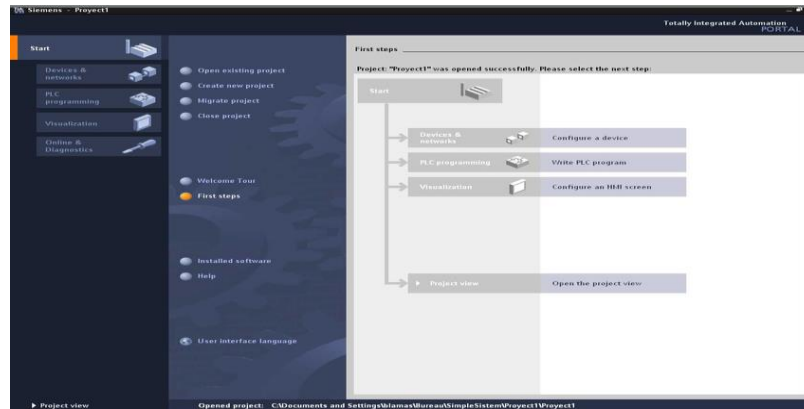 Siemens - Proyect1
Totally Integrated Automation
PORTAL
Start
Devices &
networks
PLC
programming
Visualization
Online &
Diagnostics
Open existing project
Create new project
Migrate project
Close project
Welcome Tour
First steps
Installed software
Help
User interface language
First steps
Project: "Proyect1" was opened successfully. Please select the next step:
Start
Devices &
networks
Configure a device
PLC programming
Write PLC program
Visualization
Configure an HMI screen
Project view
Open the project view
Project view
Opened project: C:\Documents and Settings\blamas\Bureau\SimpleSistem\Proyect1\Proyect1